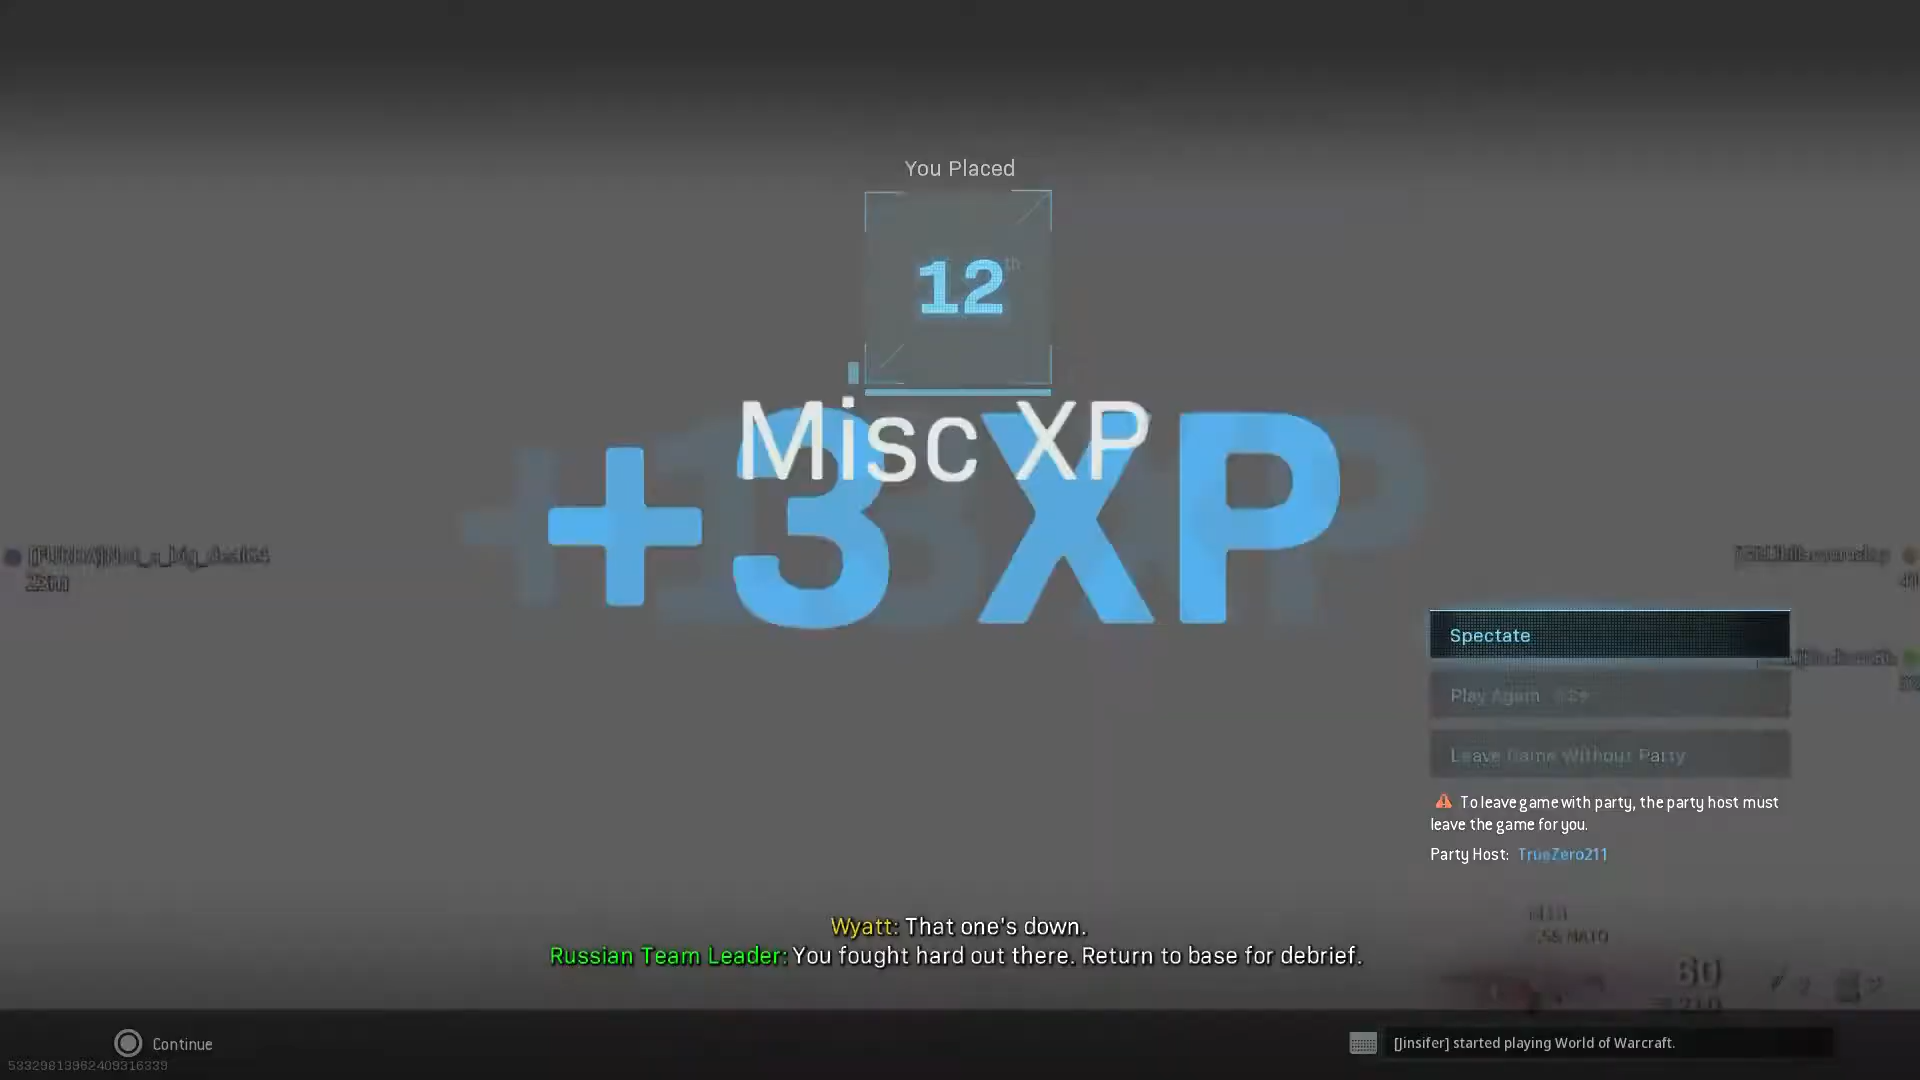 You Placed
12th
Misc XP
+3 XP
Spectate
Play Again
Leave Game Without Party
To leave game with party, the party host must
leave the game for you.
Party Host: TrueZero211
Wyatt: That one's down.
Russian Team Leader: You fought hard out there. Return to base for debrief.
60
Continue
[Jinsifer] started playing World of Warcraft.
53329813962409316339